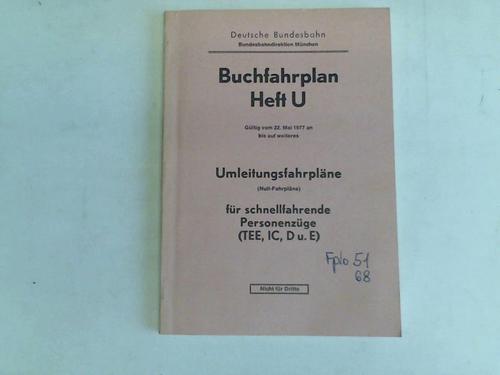 Deutsche Bundesbahn
Bundesbahndirektion München
Buchfahrplan
Heft U
Gültig vom 22. Mai 1977 an
bis auf weiteres
Umleitungsfahrpläne
(Null-Fahrpläne)
für schnellfahrende
Personenzüge
(TEE, IC, D u. E)
Fplo 51
68
Nicht für Dritte